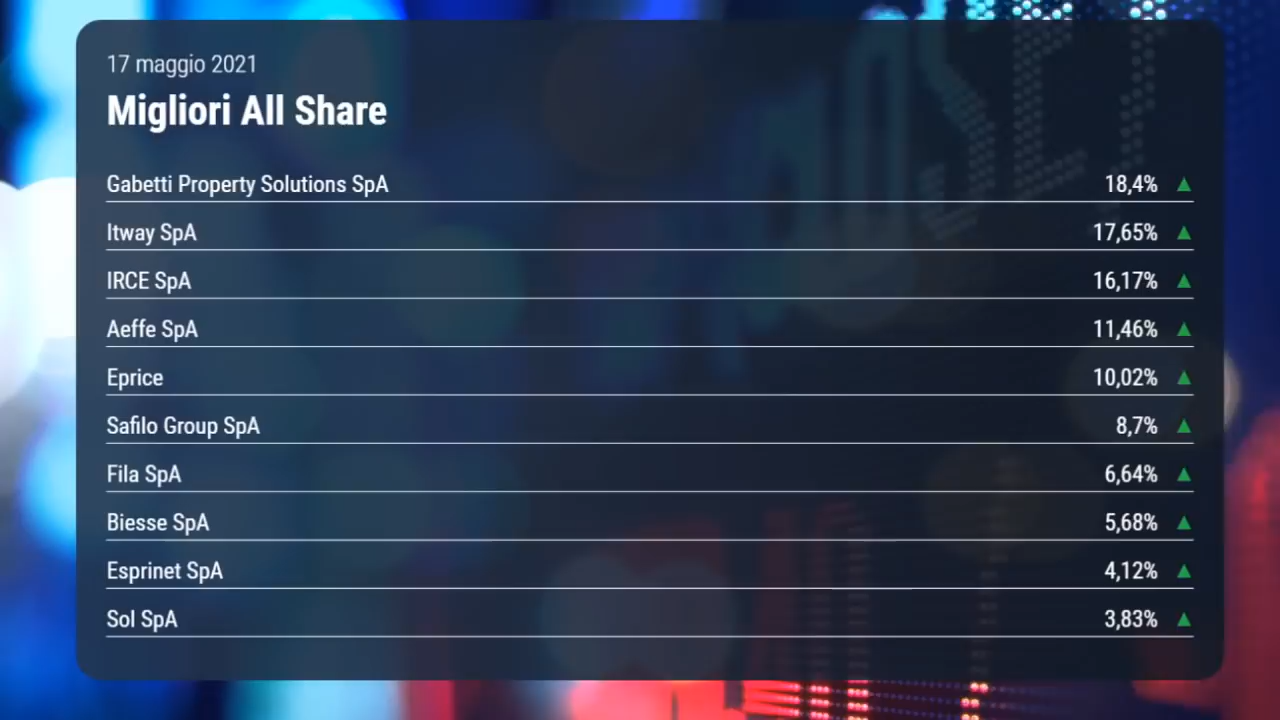 17 maggio 2021
Migliori All Share
Gabetti Property Solutions SpA 18,4% ▲
Itway SpA 17,65% ▲
IRCE SpA 16,17% ▲
Aeffe SpA 11,46% ▲
Eprice 10,02% ▲
Safilo Group SpA 8,7% ▲
Fila SpA 6,64% ▲
Biesse SpA 5,68% ▲
Esprinet SpA 4,12% ▲
Sol SpA 3,83% ▲